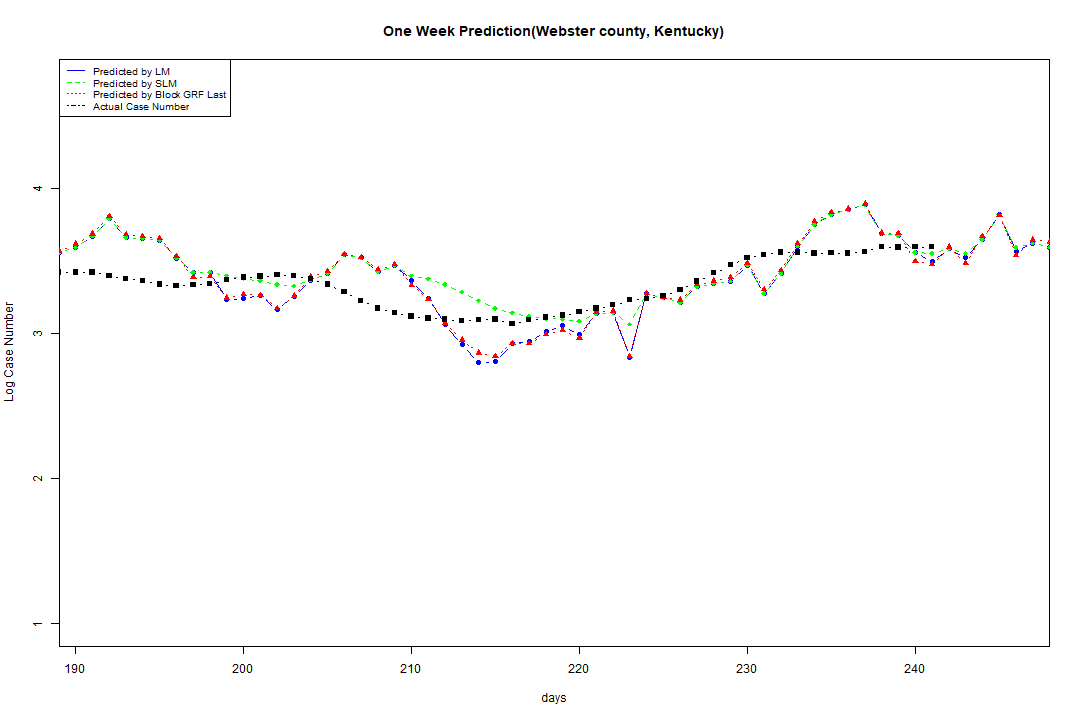 One Week Prediction(Webster county, Kentucky)
Predicted by LM
Predicted by SLM
Predicted by Block GRF Last
Actual Case Number
4
3
2
1
Log Case Number
190 200 210 220 230 240
days